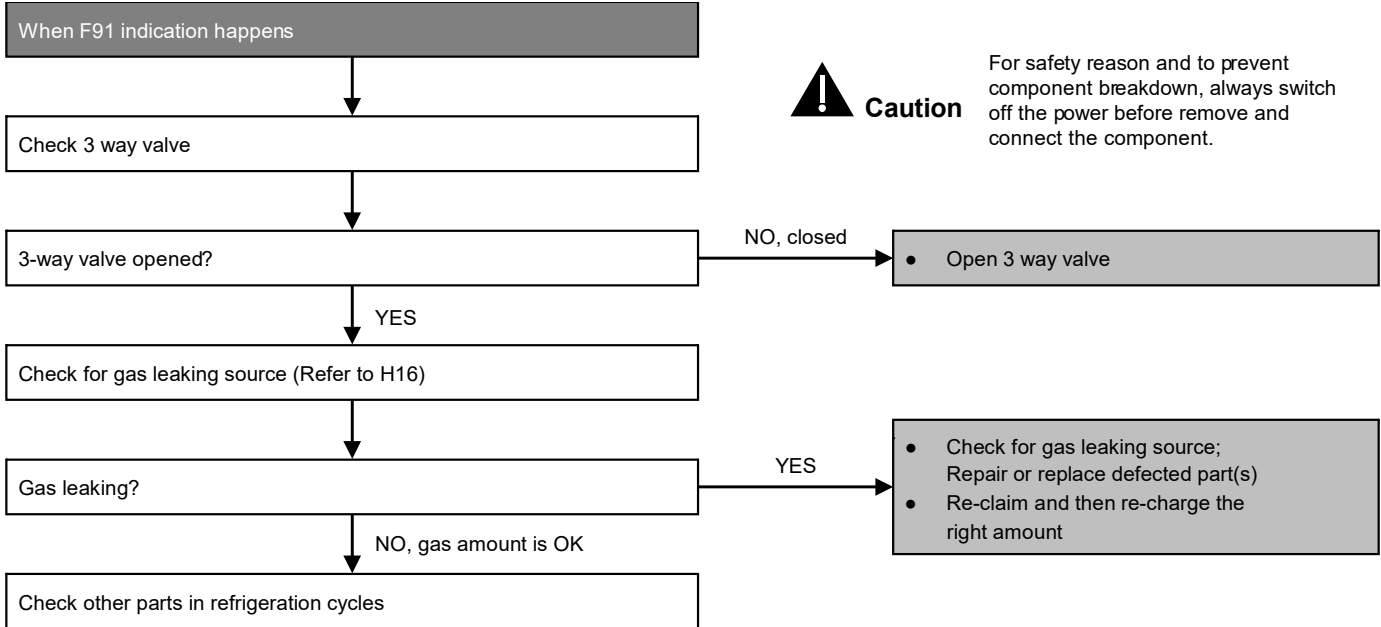 When F91 indication happens
For safety reason and to prevent
component breakdown, always switch
off the power before remove and
connect the component.
Caution
Check 3 way valve
3-way valve opened?
NO, closed
● Open 3 way valve
YES
Check for gas leaking source (Refer to H16)
Gas leaking?
YES
● Check for gas leaking source;
Repair or replace defected part(s)
● Re-claim and then re-charge the
right amount
NO, gas amount is OK
Check other parts in refrigeration cycles